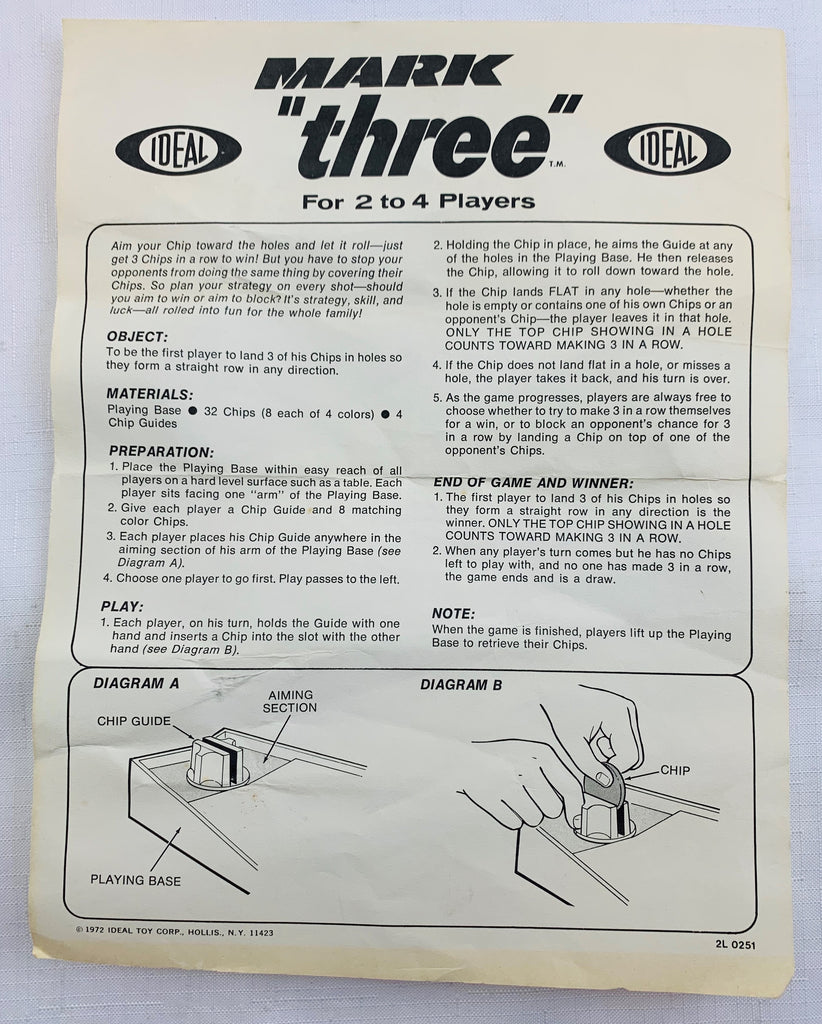 MARK
"three"
T.M.
IDEAL
IDEAL
For 2 to 4 Players
Aim your Chip toward the holes and let it roll—just
get 3 Chips in a row to win! But you have to stop your
opponents from doing the same thing by covering their
Chips. So plan your strategy on every shot—should
you aim to win or aim to block? It's strategy, skill, and
luck—all rolled into fun for the whole family!
OBJECT:
To be the first player to land 3 of his Chips in holes so
they form a straight row in any direction.
MATERIALS:
Playing Base ● 32 Chips (8 each of 4 colors) ● 4
Chip Guides
PREPARATION:
1. Place the Playing Base within easy reach of all
players on a hard level surface such as a table. Each
player sits facing one "arm" of the Playing Base.
2. Give each player a Chip Guide and 8 matching
color Chips.
3. Each player places his Chip Guide anywhere in the
aiming section of his arm of the Playing Base (see
Diagram A).
4. Choose one player to go first. Play passes to the left.
PLAY:
1. Each player, on his turn, holds the Guide with one
hand and inserts a Chip into the slot with the other
hand (see Diagram B).
2. Holding the Chip in place, he aims the Guide at any
of the holes in the Playing Base. He then releases
the Chip, allowing it to roll down toward the hole.
3. If the Chip lands FLAT in any hole—whether the
hole is empty or contains one of his own Chips or an
opponent's Chip—the player leaves it in that hole.
ONLY THE TOP CHIP SHOWING IN A HOLE
COUNTS TOWARD MAKING 3 IN A ROW.
4. If the Chip does not land flat in a hole, or misses a
hole, the player takes it back, and his turn is over.
5. As the game progresses, players are always free to
choose whether to try to make 3 in a row themselves
for a win, or to block an opponent's chance for 3
in a row by landing a Chip on top of one of the
opponent's Chips.
END OF GAME AND WINNER:
1. The first player to land 3 of his Chips in holes so
they form a straight row in any direction is the
winner. ONLY THE TOP CHIP SHOWING IN A HOLE
COUNTS TOWARD MAKING 3 IN A ROW.
2. When any player's turn comes but he has no Chips
left to play with, and no one has made 3 in a row,
the game ends and is a draw.
NOTE:
When the game is finished, players lift up the Playing
Base to retrieve their Chips.
DIAGRAM A
CHIP GUIDE
AIMING
SECTION
PLAYING BASE
DIAGRAM B
CHIP
© 1972 IDEAL TOY CORP., HOLLIS., N.Y. 11423
2L 0251